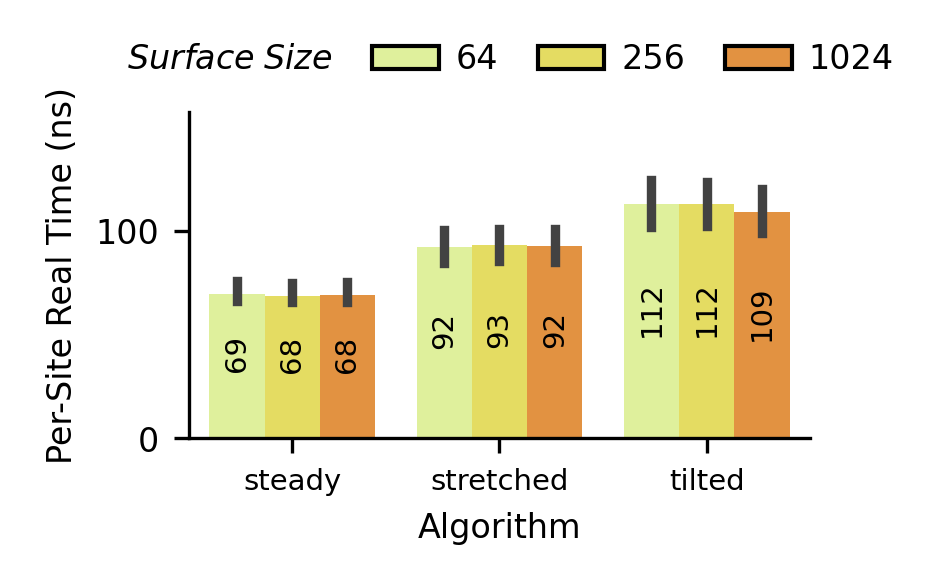 Surface Size 64 256 1024
Per-Site Real Time (ns)
100
0
69 68 68 92 93 92 112 112 109
steady stretched tilted
Algorithm